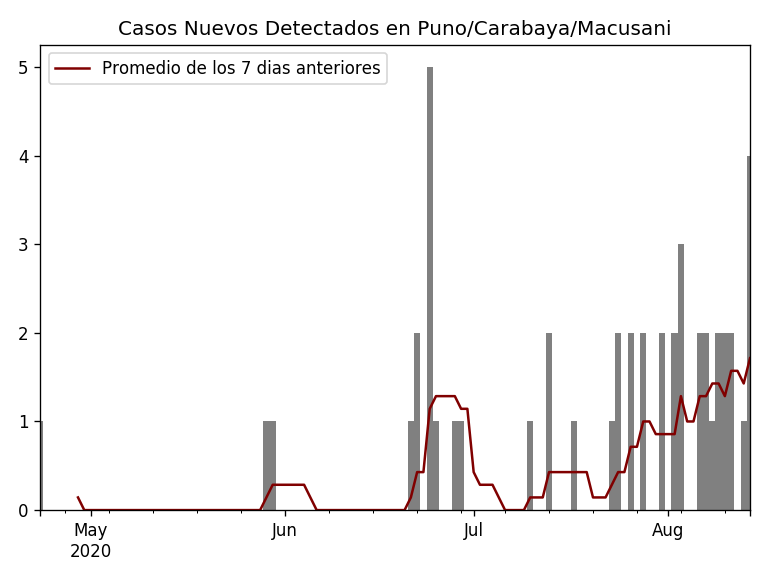 Casos Nuevos Detectados en Puno/Carabaya/Macusani
Promedio de los 7 dias anteriores
5
4
3
2
1
0
May Jun Jul Aug
2020